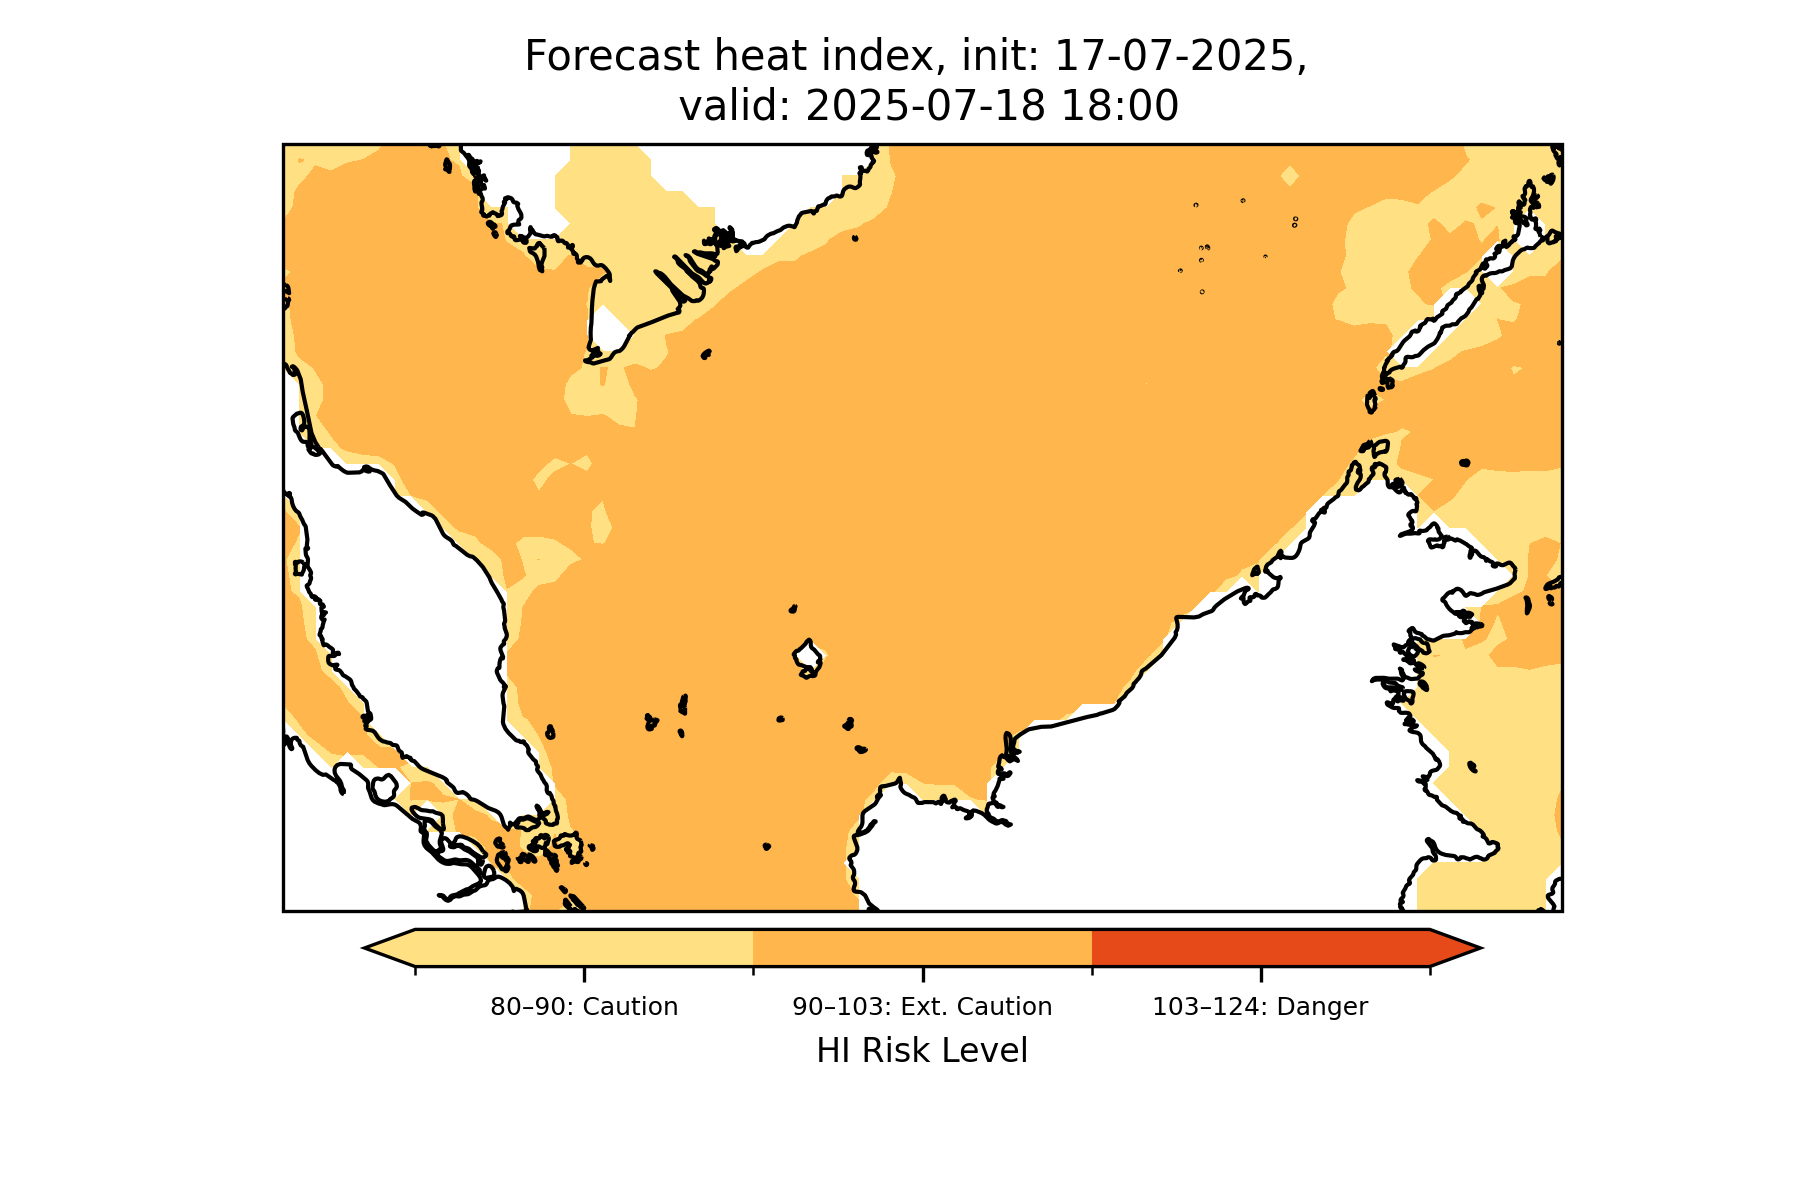 Forecast heat index, init: 17-07-2025,
valid: 2025-07-18 18:00
80–90: Caution
90–103: Ext. Caution
103–124: Danger
HI Risk Level